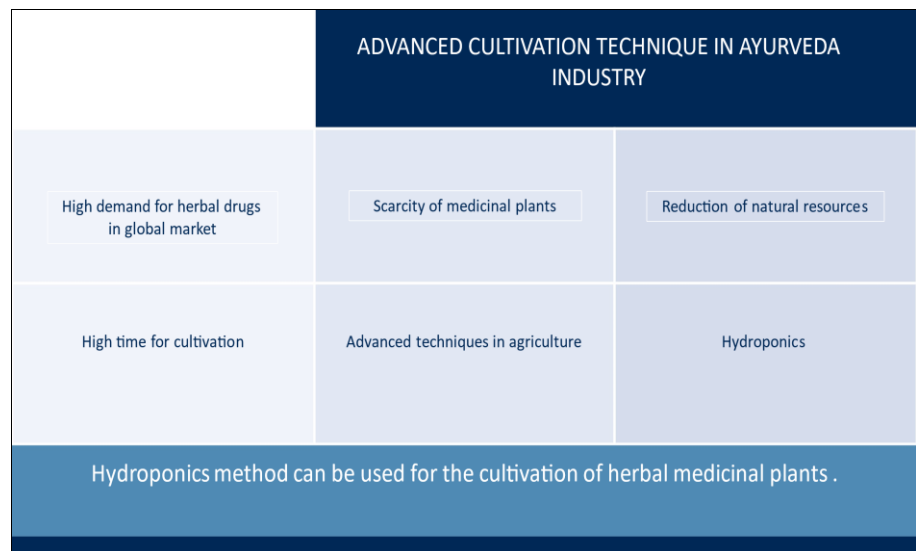 ADVANCED CULTIVATION TECHNIQUE IN AYURVEDA
INDUSTRY
High demand for herbal drugs
in global market
Scarcity of medicinal plants
Reduction of natural resources
High time for cultivation
Advanced techniques in agriculture
Hydroponics
Hydroponics method can be used for the cultivation of herbal medicinal plants .